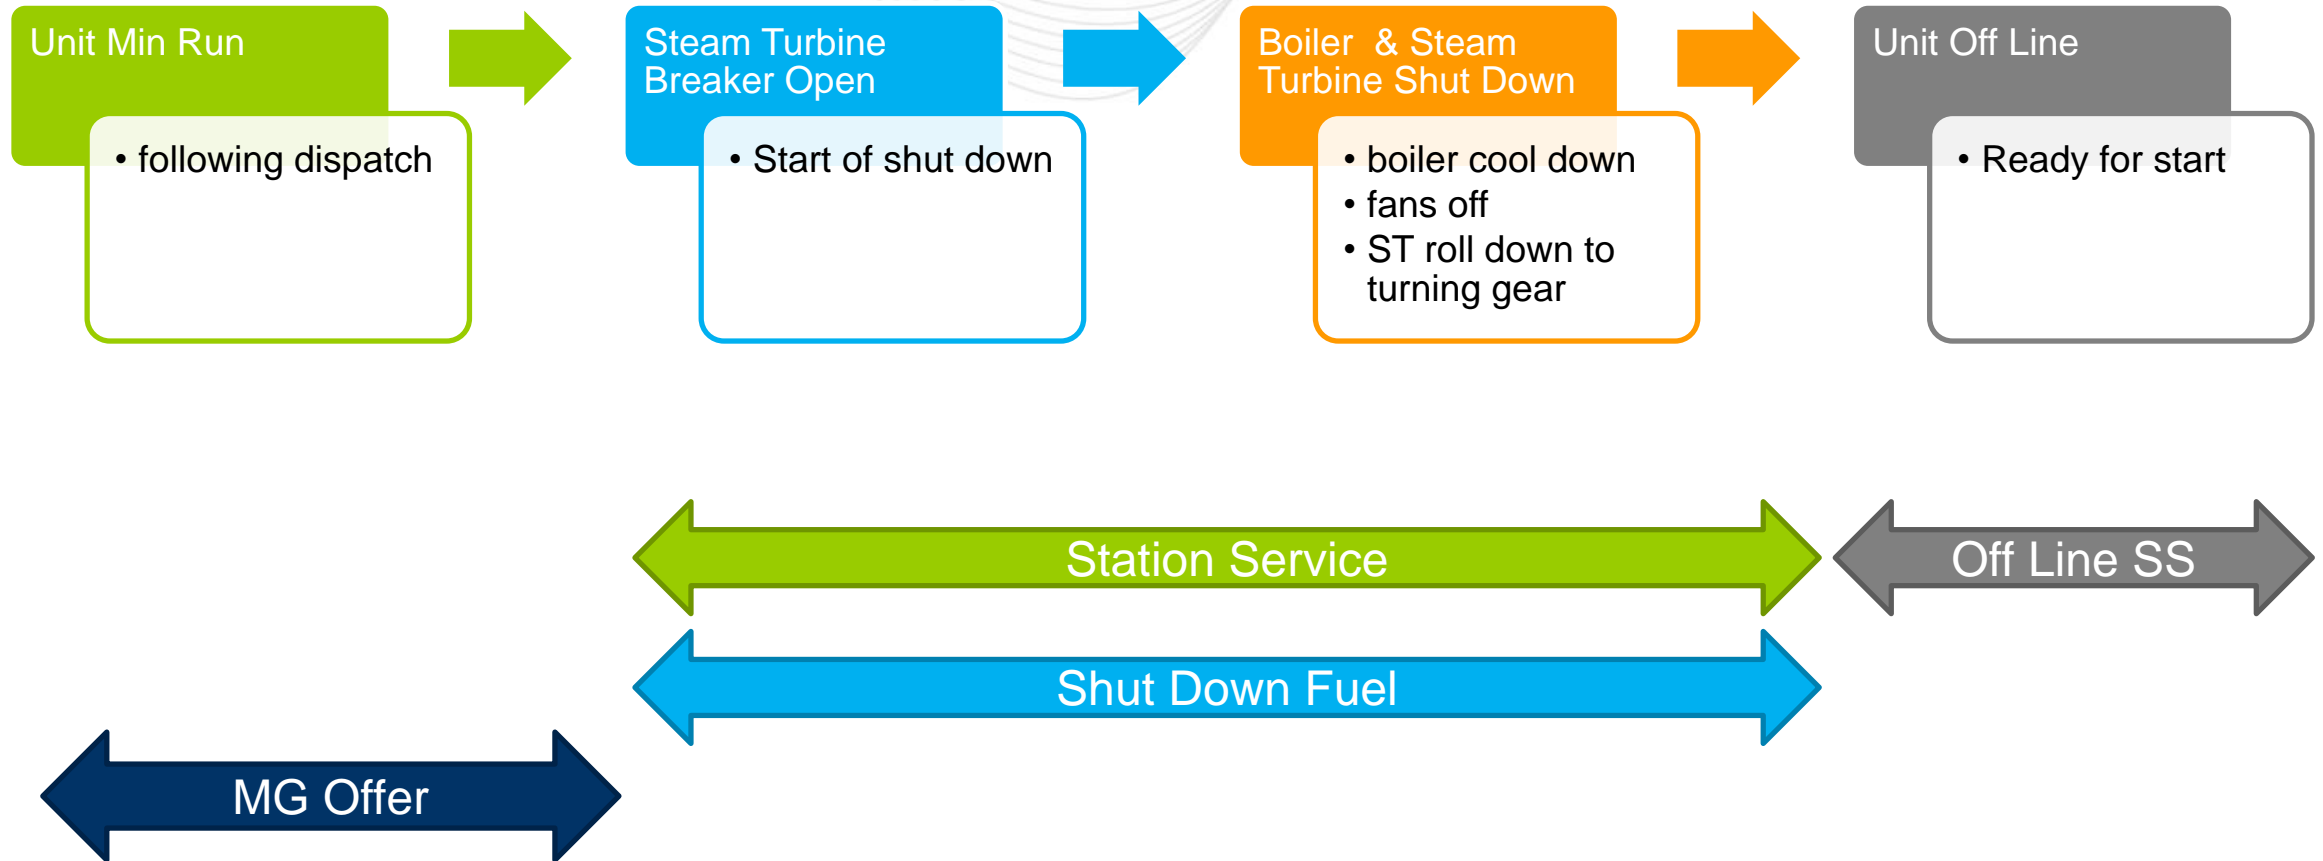 Unit Min Run
• following dispatch
Steam Turbine
Breaker Open
• Start of shut down
Boiler & Steam
Turbine Shut Down
• boiler cool down
• fans off
• ST roll down to
turning gear
Unit Off Line
• Ready for start
Station Service
Off Line SS
Shut Down Fuel
MG Offer